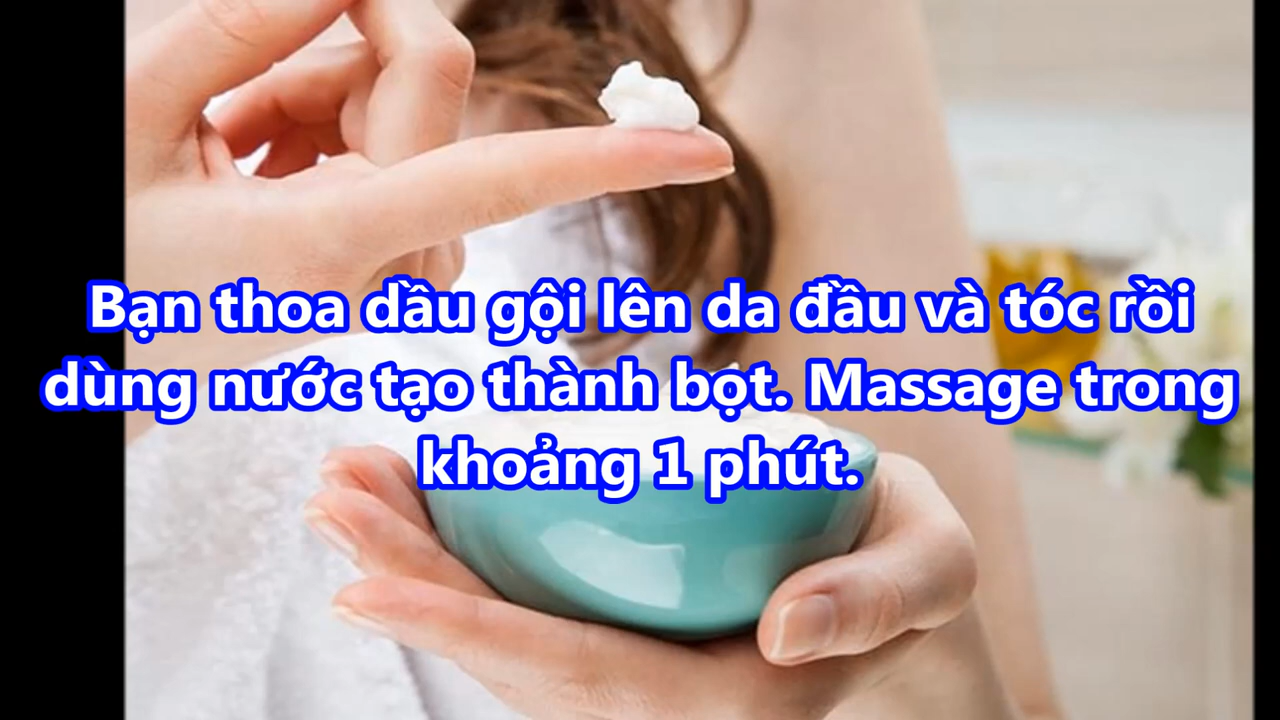 Bạn thoa dầu gội lên da đầu và tóc rồi
dùng nước tạo thành bọt. Massage trong
khoảng 1 phút.